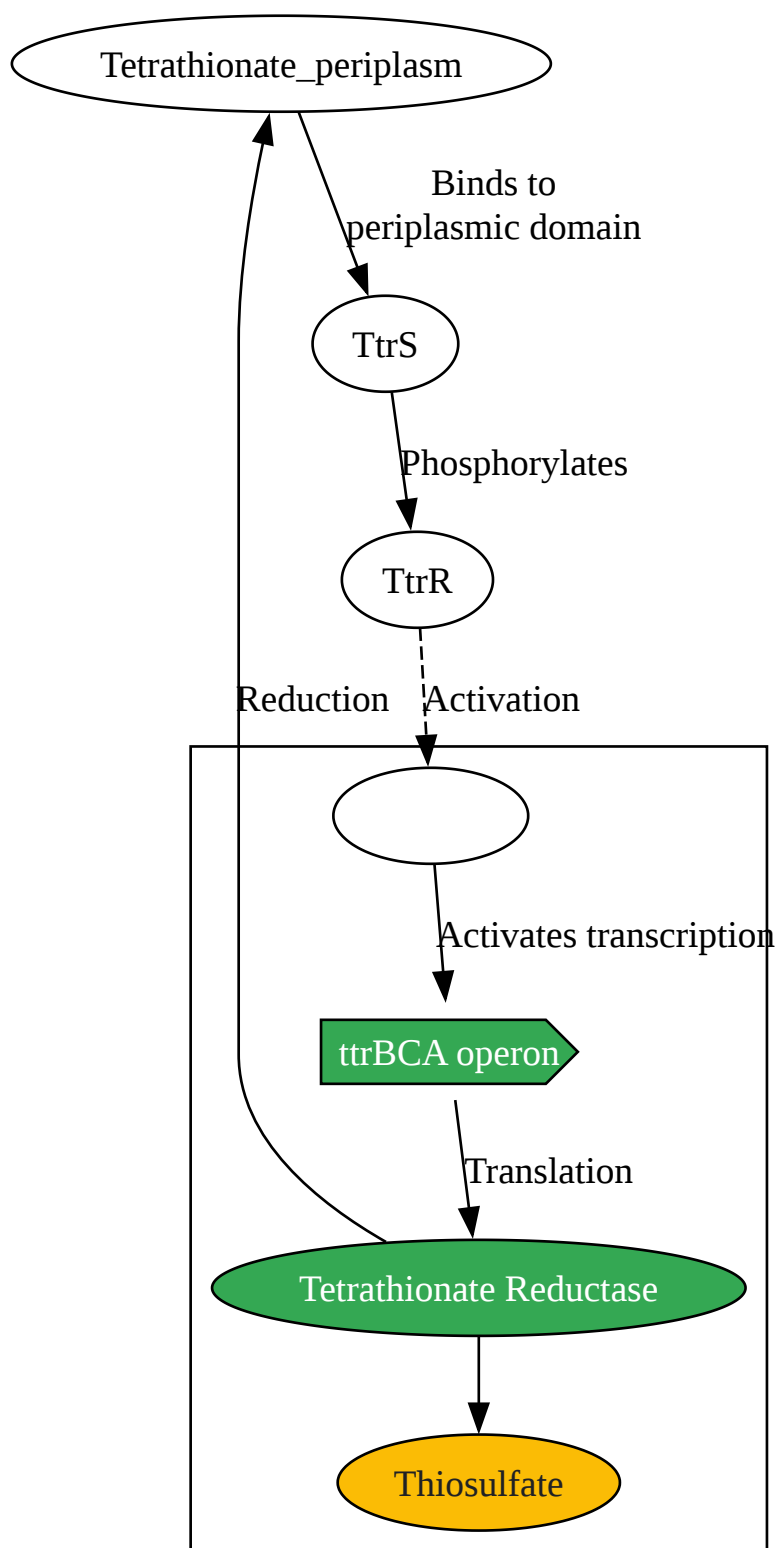 Tetrathionate_periplasm
Binds to
periplasmic domain
TtrS
Phosphorylates
TtrR
Reduction
Activation
Activates transcription
ttrBCA operon
Translation
Tetrathionate Reductase
Thiosulfate